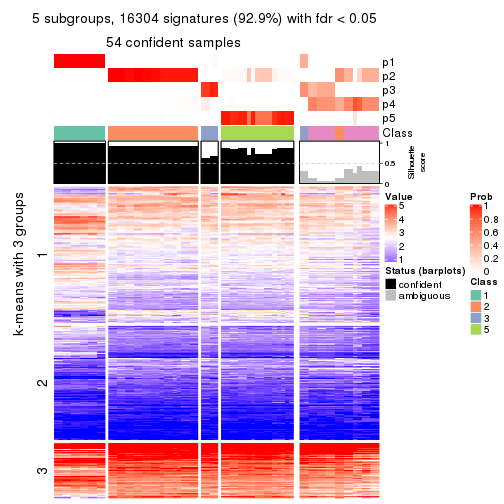 5 subgroups, 16304 signatures (92.9%) with fdr < 0.05
54 confident samples
p1
p2
p3
p4
p5
Class
1
0.5
0
Silhouette
score
k-means with 3 groups
1
2
3
Value
5
4
3
2
1
Status (barplots)
confident
ambiguous
Prob
1
0.8
0.6
0.4
0.2
0
Class
1
2
3
5